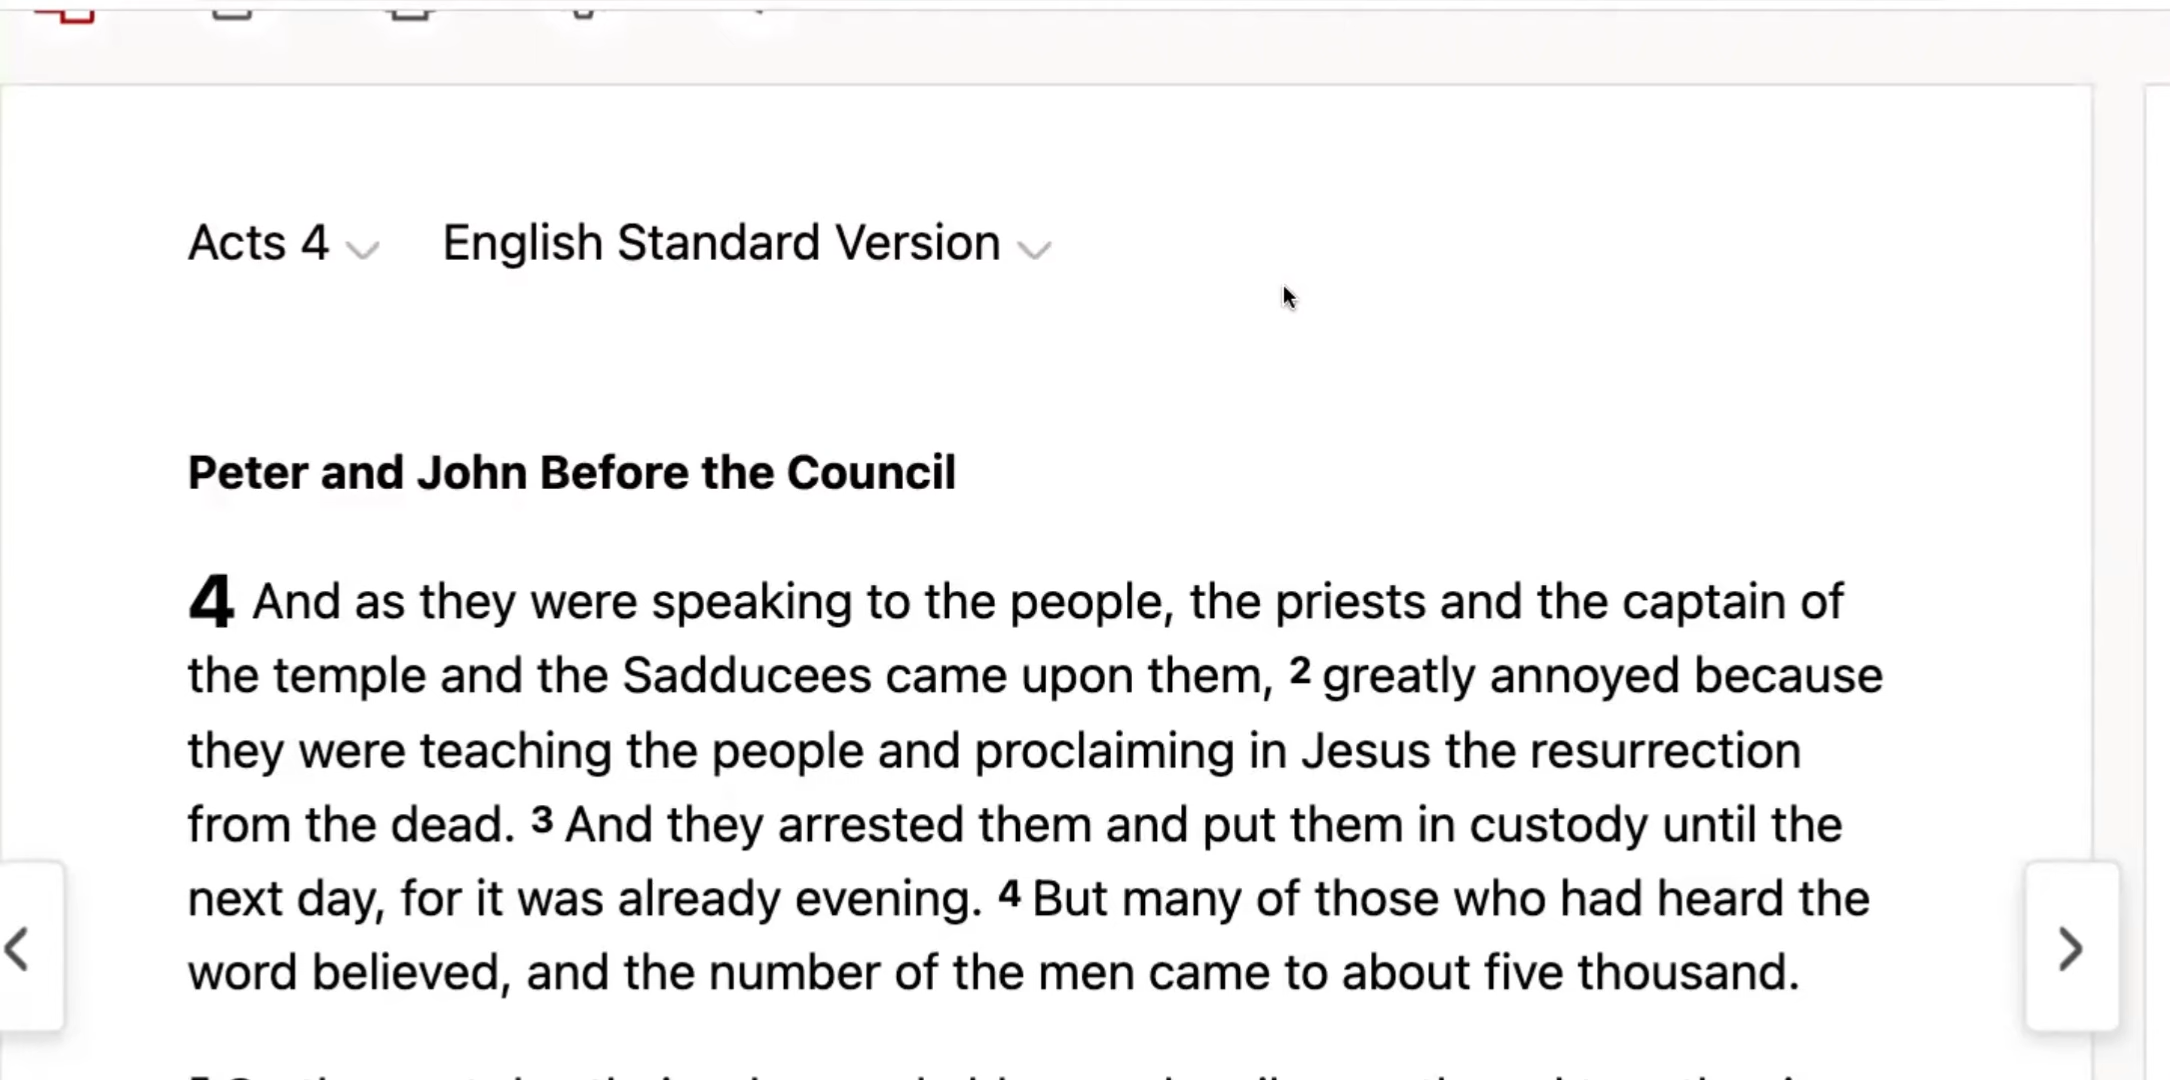 Acts 4 English Standard Version
Peter and John Before the Council
4 And as they were speaking to the people, the priests and the captain of
the temple and the Sadducees came upon them, 2 greatly annoyed because
they were teaching the people and proclaiming in Jesus the resurrection
from the dead. 3 And they arrested them and put them in custody until the
next day, for it was already evening. 4 But many of those who had heard the
word believed, and the number of the men came to about five thousand.